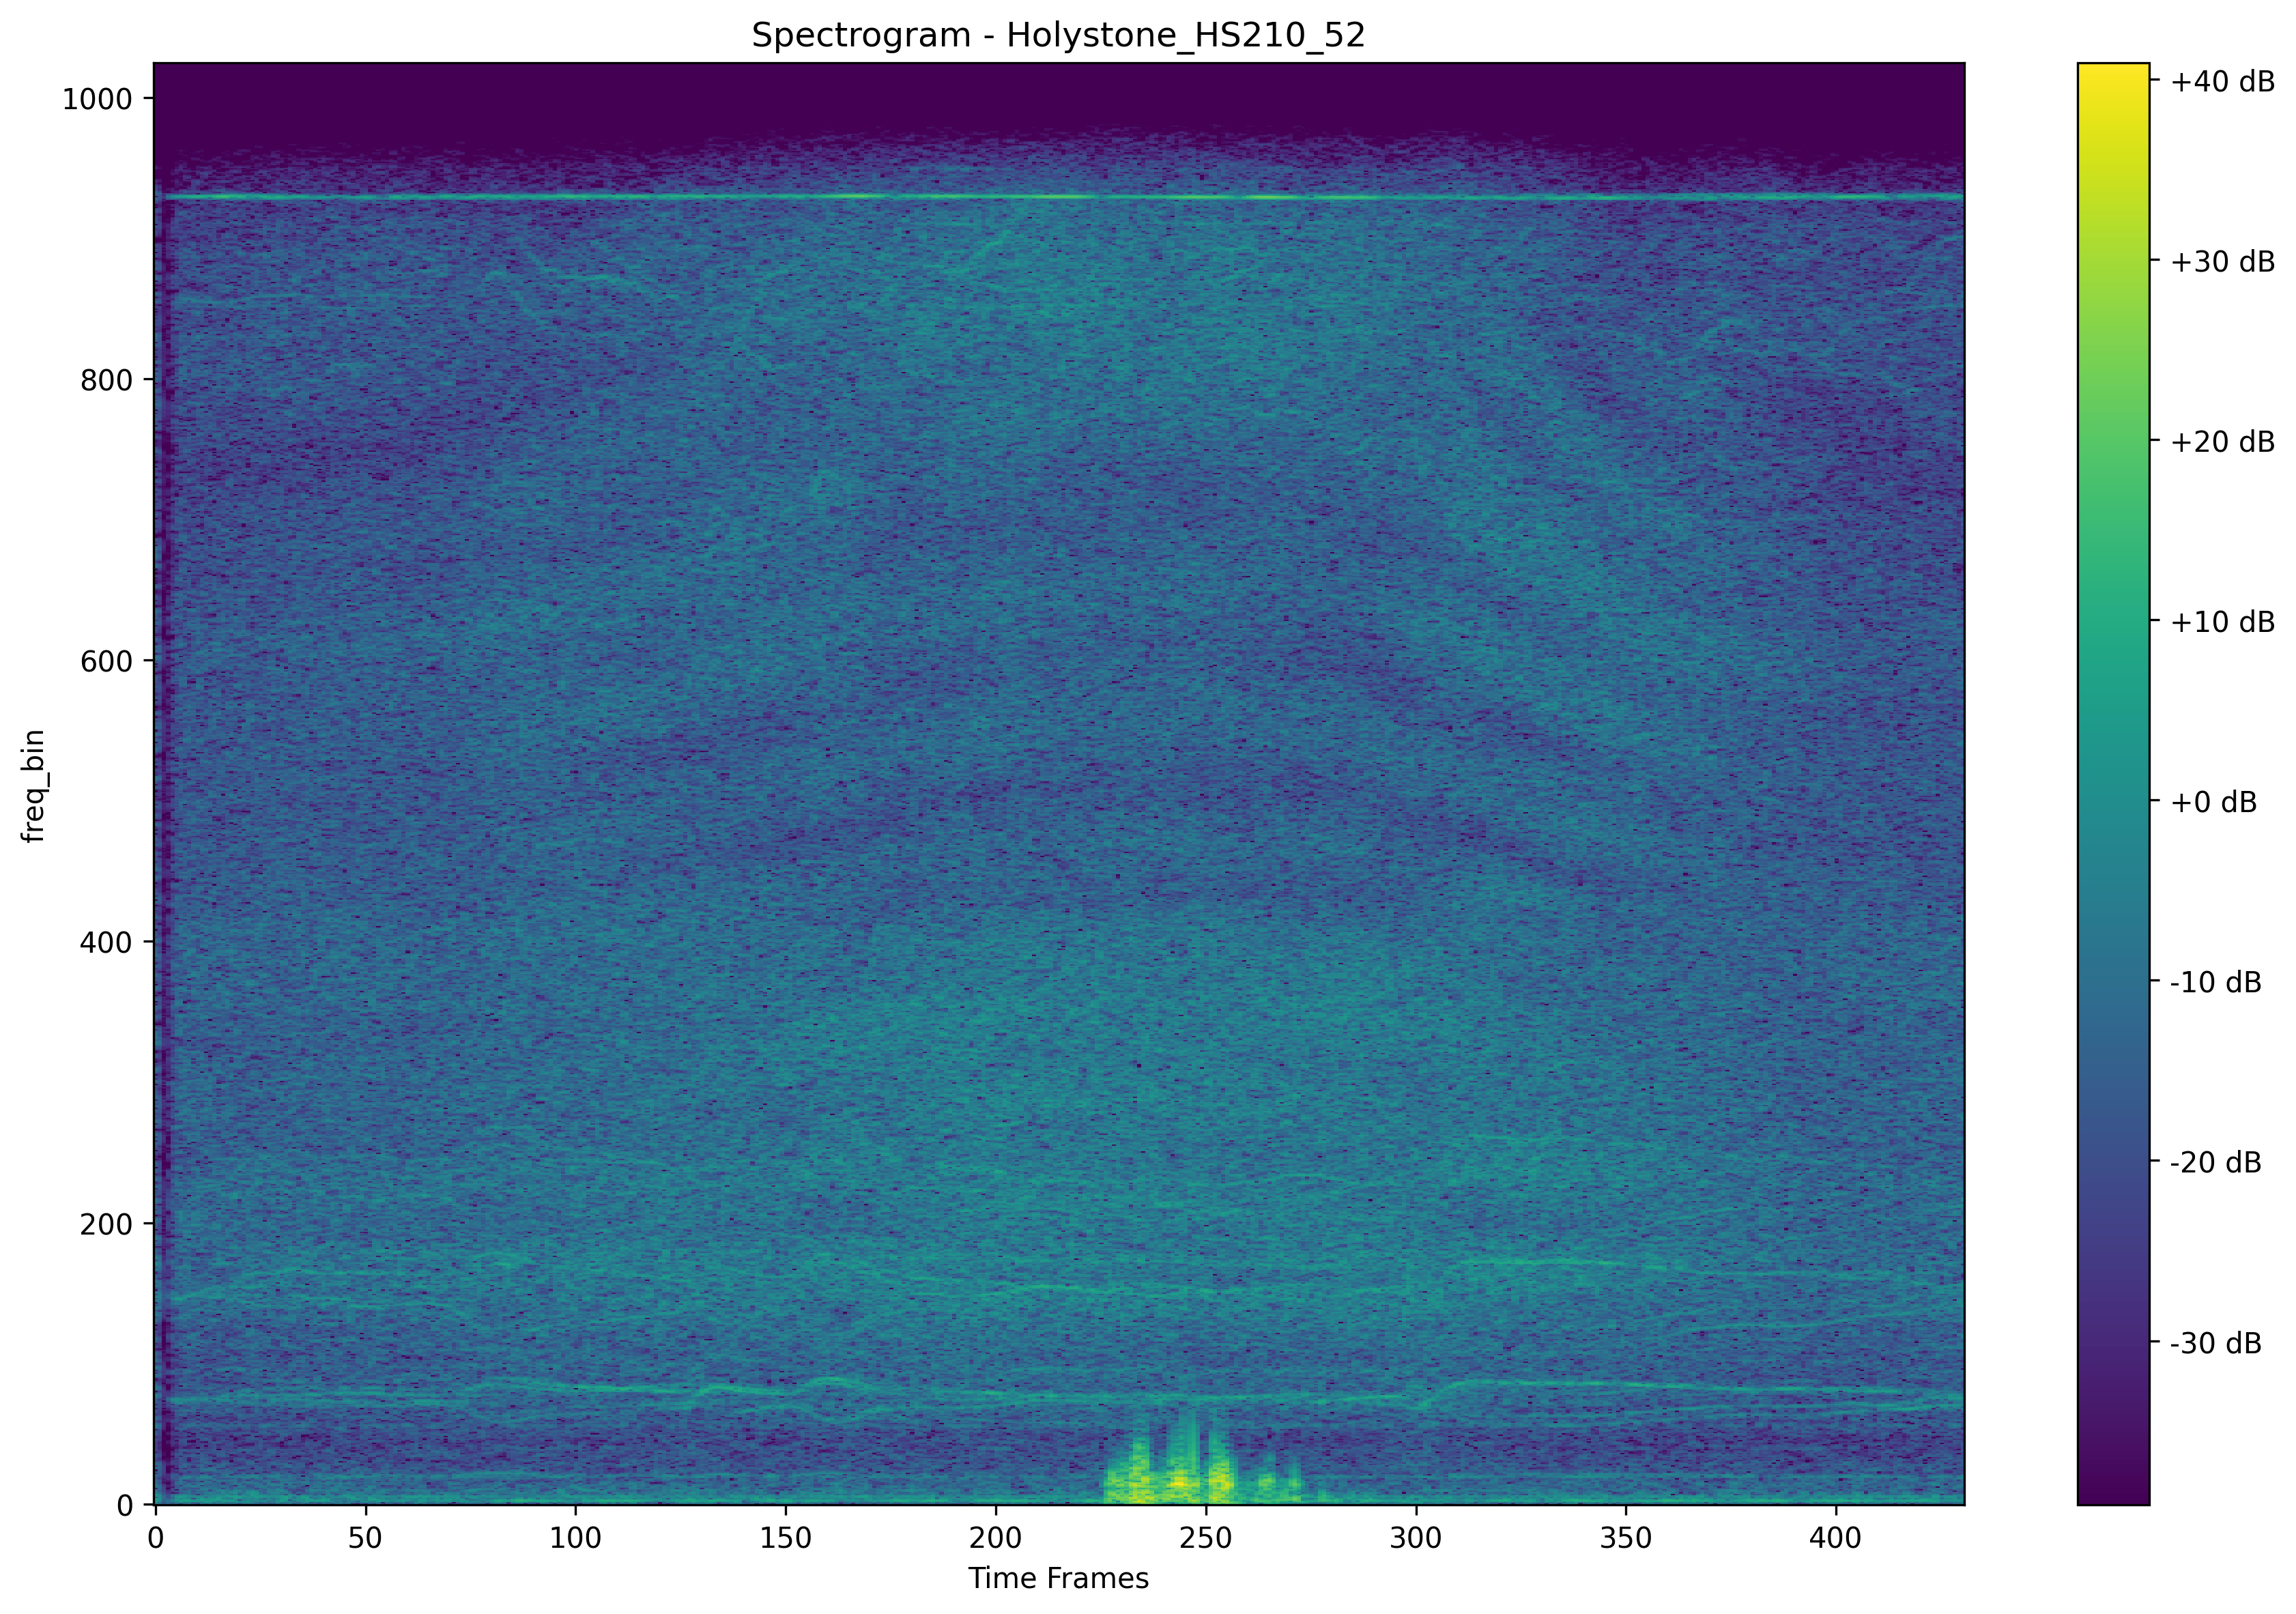 Spectrogram - Holystone_HS210_52
1000
800
600
400
200
0
freq_bin
0 50 100 150 200 250 300 350 400
Time Frames
+40 dB
+30 dB
+20 dB
+10 dB
+0 dB
-10 dB
-20 dB
-30 dB